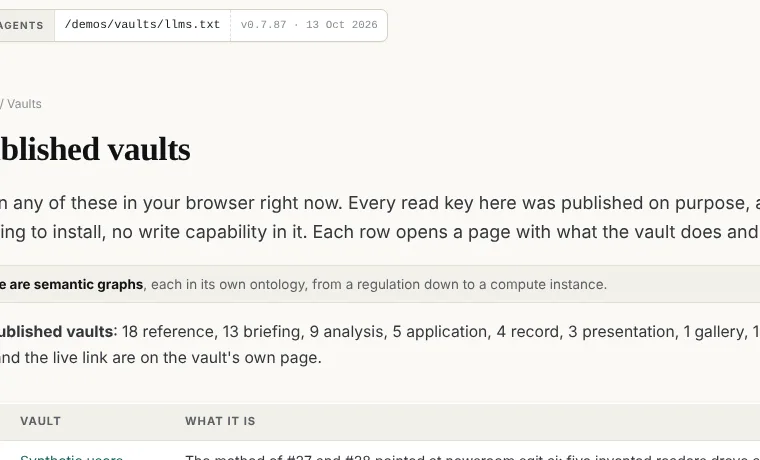 AGENTS /demos/vaults/llms.txt v0.7.87 · 13 Oct 2026
/ Vaults
blished vaults
n any of these in your browser right now. Every read key here was published on purpose, a
ing to install, no write capability in it. Each row opens a page with what the vault does and
e are semantic graphs, each in its own ontology, from a regulation down to a compute instance.
ublished vaults: 18 reference, 13 briefing, 9 analysis, 5 application, 4 record, 3 presentation, 1 gallery, 1
and the live link are on the vault's own page.
VAULT WHAT IT IS